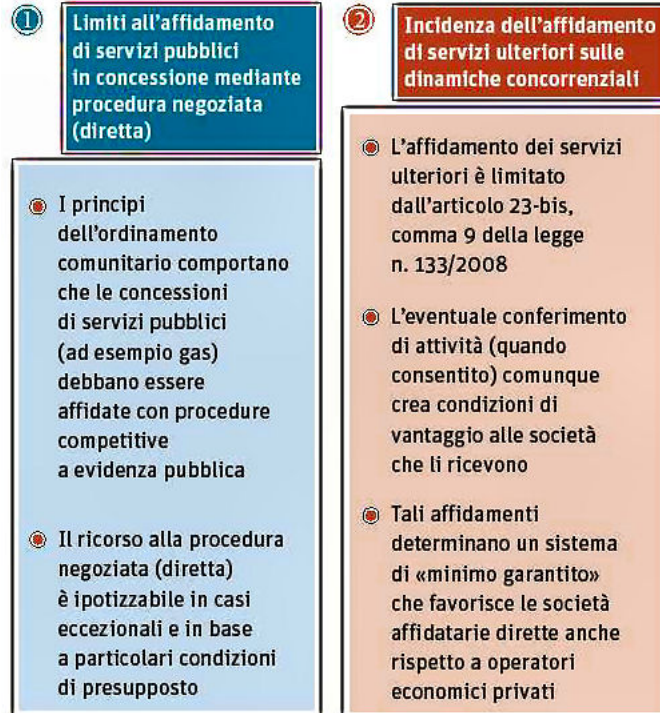 1
Limiti all'affidamento
di servizi pubblici
in concessione mediante
procedura negoziata
(diretta)
I principi
dell'ordinamento
comunitario comportano
che le concessioni
di servizi pubblici
(ad esempio gas)
debbano essere
affidate con procedure
competitive
a evidenza pubblica
Il ricorso alla procedura
negoziata (diretta)
è ipotizzabile in casi
eccezionali e in base
a particolari condizioni
di presupposto
2
Incidenza dell'affidamento
di servizi ulteriori sulle
dinamiche concorrenziali
L'affidamento dei servizi
ulteriori è limitato
dall'articolo 23-bis,
comma 9 della legge
n. 133/2008
L'eventuale conferimento
di attività (quando
consentito) comunque
crea condizioni di
vantaggio alle società
che li ricevono
Tali affidamenti
determinano un sistema
di «minimo garantito»
che favorisce le società
affidatarie dirette anche
rispetto a operatori
economici privati